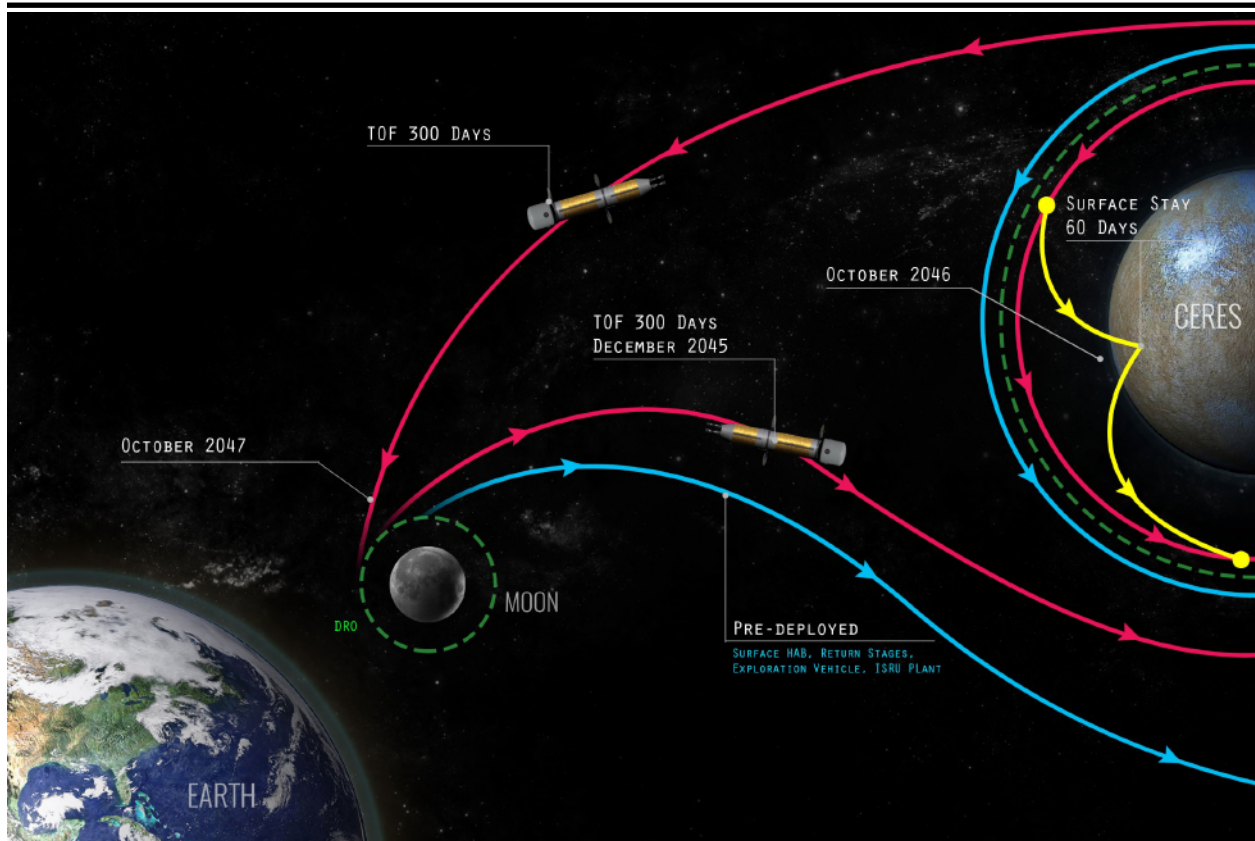 TOF 300 DAYS
SURFACE STAY
60 DAYS
OCTOBER 2046
CERES
TOF 300 DAYS
DECEMBER 2045
OCTOBER 2047
MOON
DRO
PRE-DEPLOYED
SURFACE HAB, RETURN STAGES,
EXPLORATION VEHICLE, ISRU PLANT
EARTH